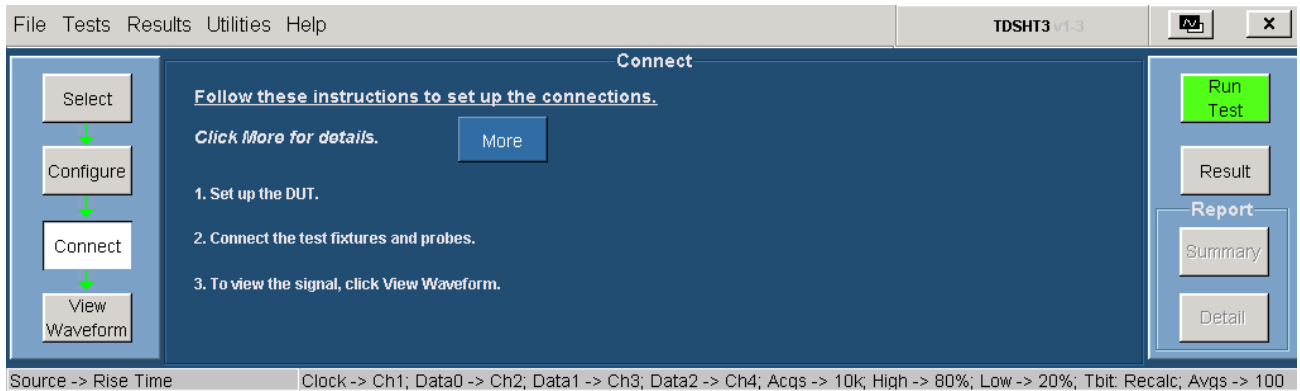 File Tests Results Utilities Help TDSHT3 v1-3 x
Connect
Select
Configure
Connect
View
Waveform
Follow these instructions to set up the connections.
Click More for details. More
1. Set up the DUT.
2. Connect the test fixtures and probes.
3. To view the signal, click View Waveform.
Run
Test
Result
Report
Summary
Detail
Source -> Rise Time Clock -> Ch1; Data0 -> Ch2; Data1 -> Ch3; Data2 -> Ch4; Acqs -> 10k; High -> 80%; Low -> 20%; Tbit: Recalc, Avgs -> 100